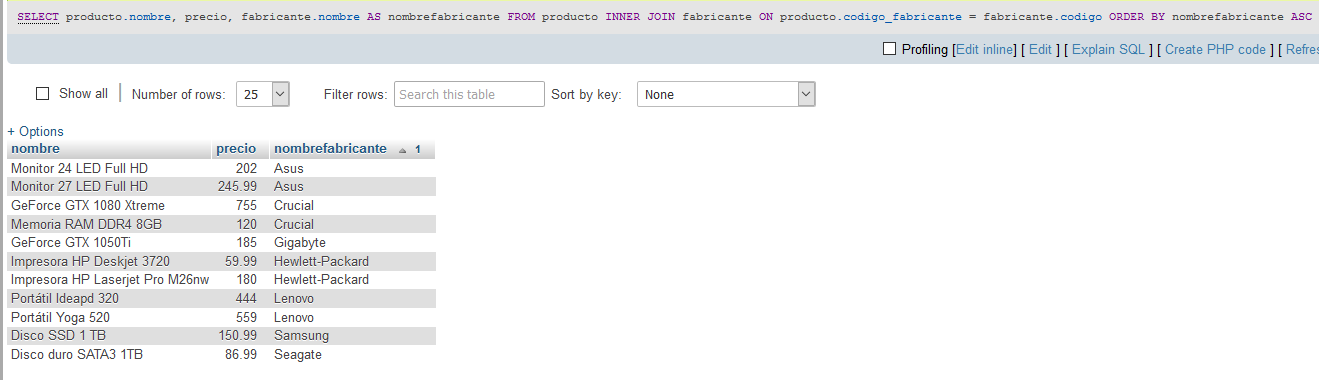 SELECT producto.nombre, precio, fabricante.nombre AS nombrefabricante FROM producto INNER JOIN fabricante ON producto.codigo_fabricante = fabricante.codigo ORDER BY nombrefabricante ASC
Profiling [Edit inline] [ Edit ] [ Explain SQL ] [ Create PHP code ] [ Refres
Show all Number of rows: 25 Filter rows: Search this table Sort by key: None
+ Options
nombre precio nombrefabricante 1
Monitor 24 LED Full HD 202 Asus
Monitor 27 LED Full HD 245.99 Asus
GeForce GTX 1080 Xtreme 755 Crucial
Memoria RAM DDR4 8GB 120 Crucial
GeForce GTX 1050Ti 185 Gigabyte
Impresora HP Deskjet 3720 59.99 Hewlett-Packard
Impresora HP Laserjet Pro M26nw 180 Hewlett-Packard
Portátil Ideapd 320 444 Lenovo
Portátil Yoga 520 559 Lenovo
Disco SSD 1 TB 150.99 Samsung
Disco duro SATA3 1TB 86.99 Seagate